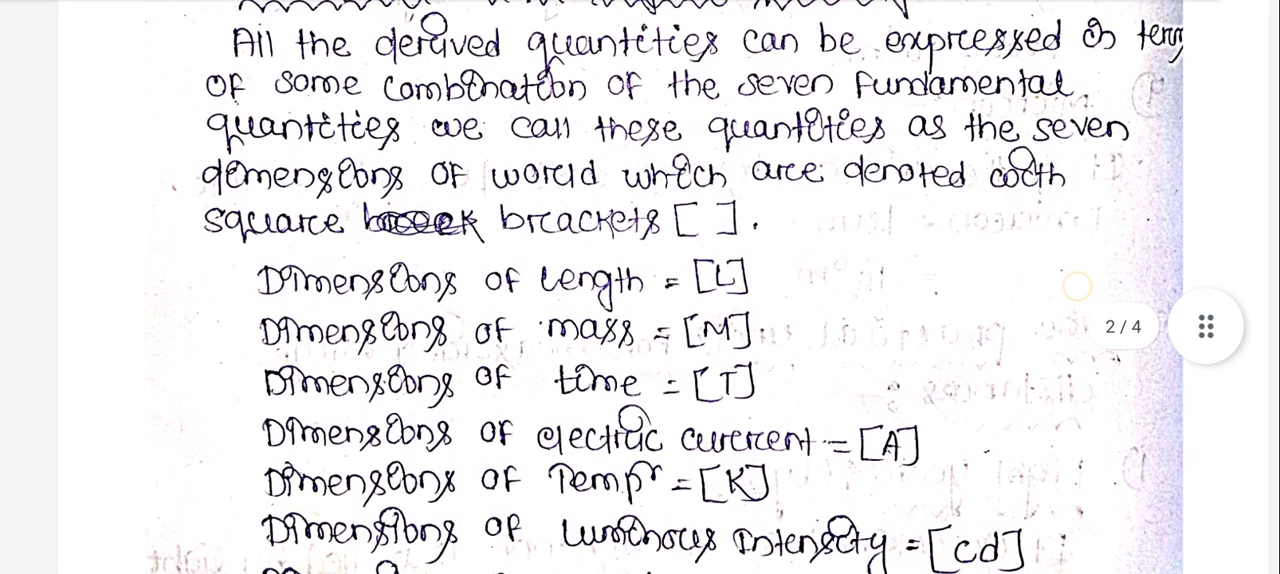 All the derived quantities can be expressed in term
of some combination of the seven fundamental
quantities we call these quantities as the seven
dimensions of world which are denoted with
square brackets [ ].
Dimensions of length = [L]
Dimensions of mass = [M].
Dimensions of time = [T]
Dimensions of electric current = [A]
Dimensions of Tempr = [K]
Dimensions of Luminous Intensity = [cd]
2 / 4